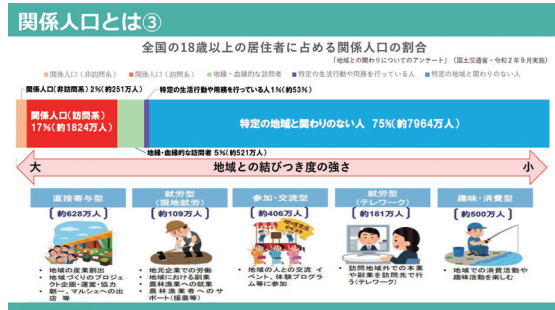 関係人口とは③
全国の18歳以上の居住者に占める関係人口の割合
「地域との関わりについてのアンケート」（国土交通省・令和2年9月実施）
■関係人口（非訪問系） ■関係人口（訪問系） ■地縁・血縁的な訪問者 ■特定の生活行動や用務を行っている人 ■特定の地域と関わりのない人
関係人口（非訪問系）2%（約251万人）
特定の生活行動や用務を行っている人1%（約53%）
関係人口（訪問系）
17%（約1824万人）
特定の地域と関わりのない人 75%（約7964万人）
地縁・血縁的な訪問者 5%（約521万人）
大 地域との結びつき度の強さ 小
直接寄与型
（約628万人）
・ 地域の産業創出
・ 地域づくりのプロジェ
クト企画・運営・協力
・ 朝一、マルシェへの出
店 等
就労型
（現地就労）
（約109万人）
・ 地元企業での労働
・ 地域における副業
・ 農林漁業への就業
・ 農林漁業者へのサ
ポート（援農等）
参加・交流型
（約406万人）
・ 地域の人との交流 イ
ベント、体験プログラ
ム等に参加
就労型
（テレワーク）
（約181万人）
・ 訪問地域外での本業
や副業を訪問先で行
う（テレワーク）
趣味・消費型
（約500万人）
・ 地域での消費活動や
趣味活動を楽しむ